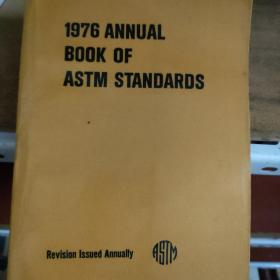 1976 ANNUAL
BOOK OF
ASTM STANDARDS
Revision Issued Annually
ASTM